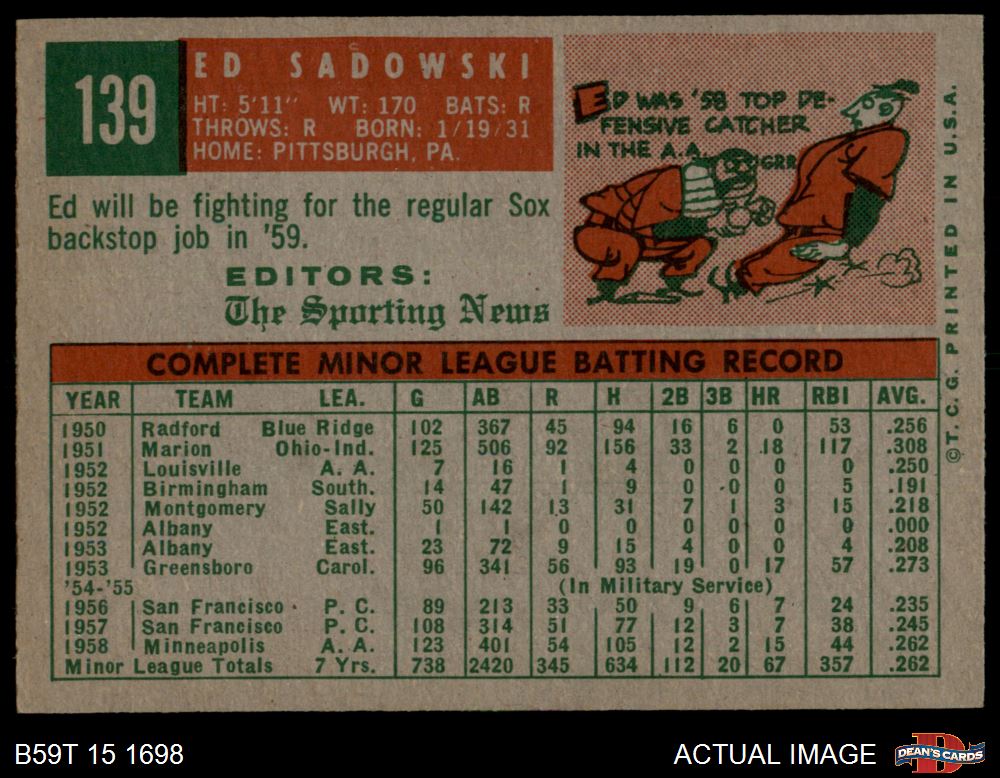 139
ED SADOWSKI
HT: 5'11" WT: 170 BATS: R
THROWS: R BORN: 1/19/31
HOME: PITTSBURGH, PA.
Ed will be fighting for the regular Sox
backstop job in '59.
EDITORS:
The Sporting News
ED WAS '58 TOP DE-
FENSIVE CATCHER
IN THE A.A.
GRR
©T. C. G. PRINTED IN U.S.A.
COMPLETE MINOR LEAGUE BATTING RECORD
YEAR TEAM LEA. G AB R H 2B 3B HR RBI AVG.
1950 Radford Blue Ridge 102 367 45 94 16 6 0 53 .256
1951 Marion Ohio-Ind. 125 506 92 156 33 2 18 117 .308
1952 Louisville A. A. 7 16 1 4 0 0 0 0 .250
1952 Birmingham South. 14 47 1 9 0 0 0 5 .191
1952 Montgomery Sally 50 142 13 31 7 1 3 15 .218
1952 Albany East. 1 1 0 0 0 0 0 0 .000
1953 Albany East. 23 72 9 15 4 0 0 4 .208
1953 Greensboro Carol. 96 341 56 93 19 0 17 57 .273
'54-'55 (In Military Service)
1956 San Francisco P. C. 89 213 33 50 9 6 7 24 .235
1957 San Francisco P. C. 108 314 51 77 12 3 7 38 .245
1958 Minneapolis A. A. 123 401 54 105 12 2 15 44 .262
Minor League Totals 7 Yrs. 738 2420 345 634 112 20 67 357 .262
B59T 15 1698
ACTUAL IMAGE
DEAN'S CARDS